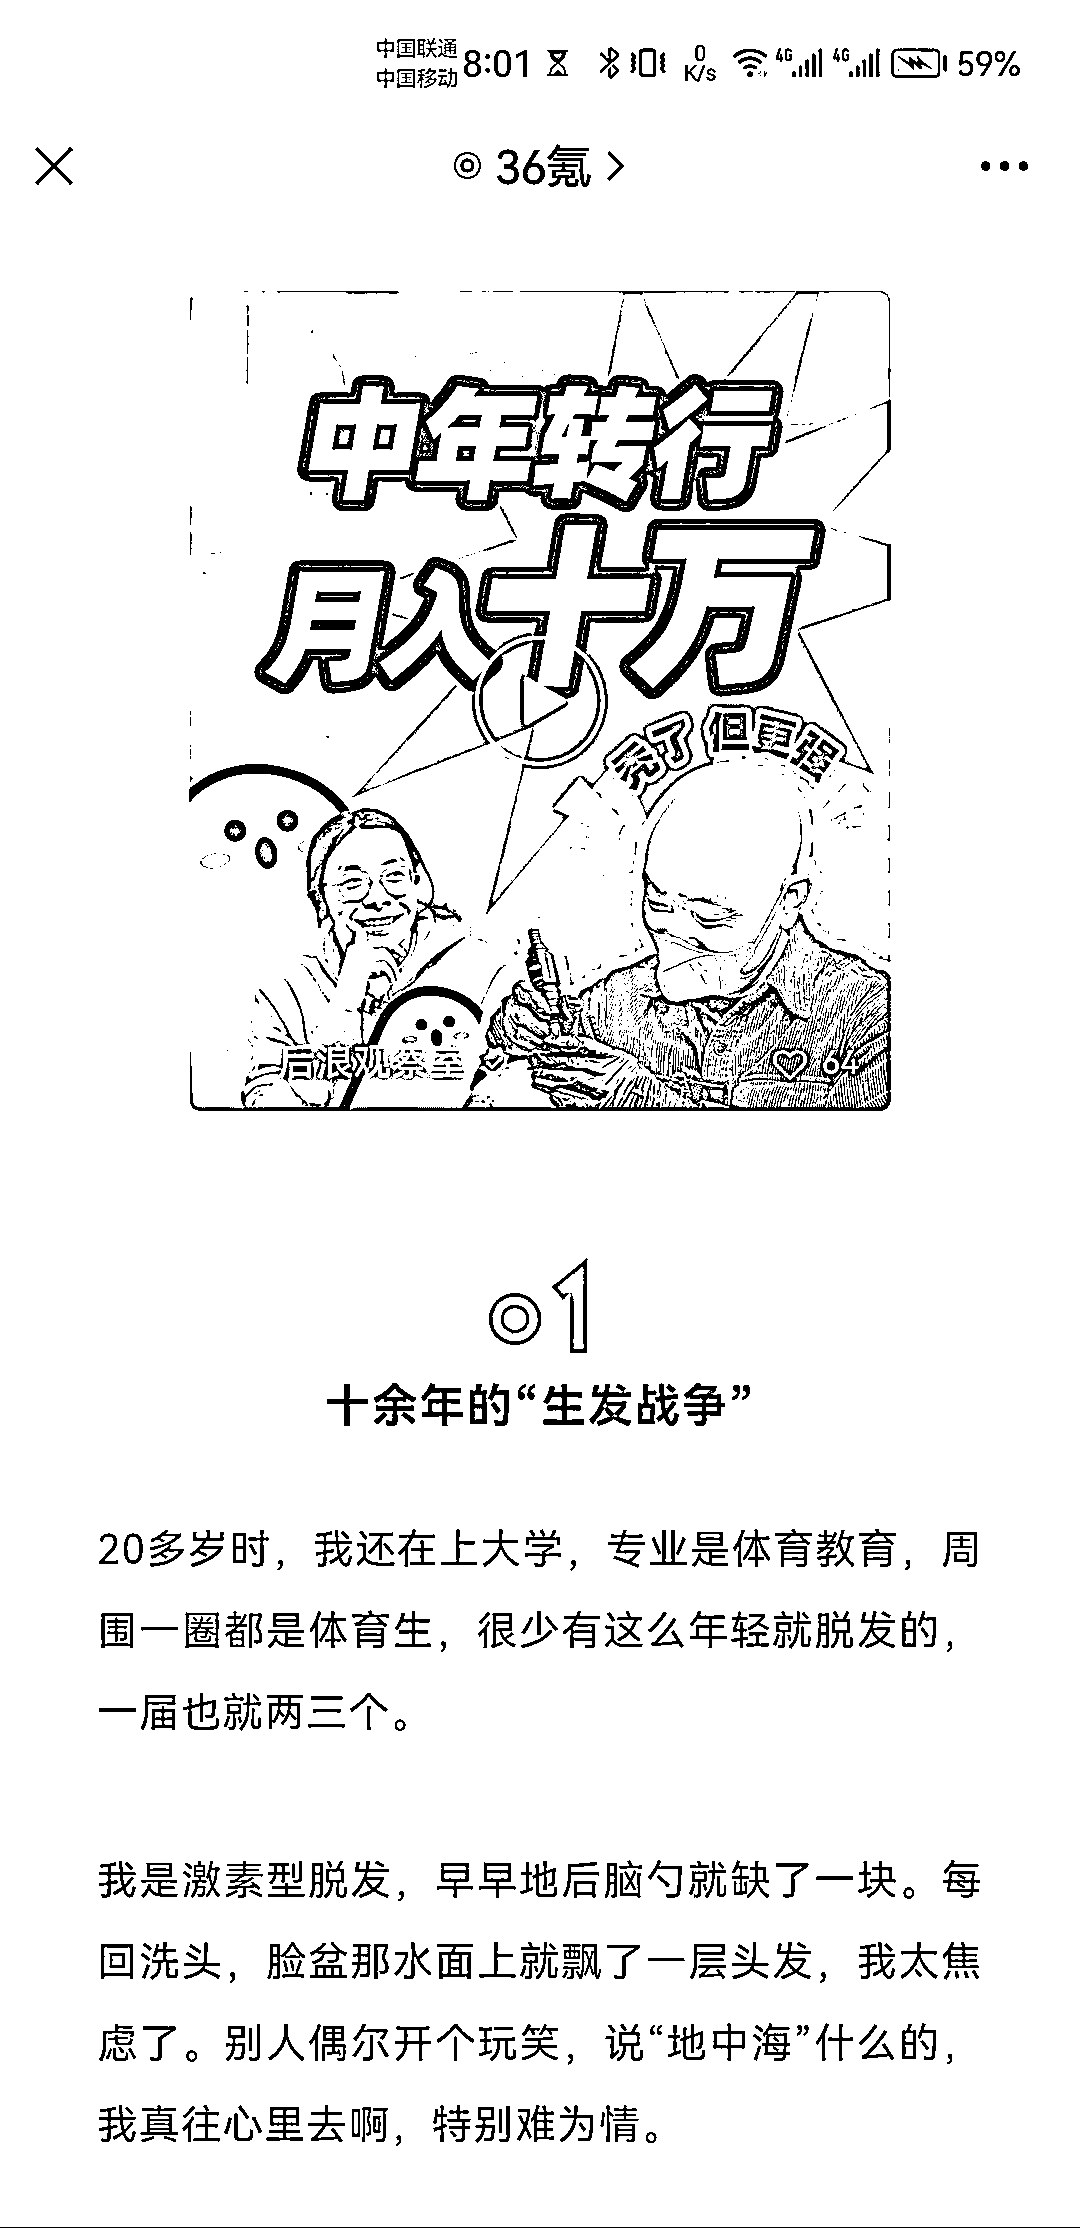 中国联通
中国移动
8:01
0
K/s
4G
4G
59%
36氪
中年转行
月入十万
秃了 但更强
后浪观察室
64
01
十余年的“生发战争”
20多岁时，我还在上大学，专业是体育教育，周
围一圈都是体育生，很少有这么年轻就脱发的，
一届也就两三个。
我是激素型脱发，早早地后脑勺就缺了一块。每
回洗头，脸盆那水面上就飘了一层头发，我太焦
虑了。别人偶尔开个玩笑，说“地中海”什么的，
我真往心里去啊，特别难为情。